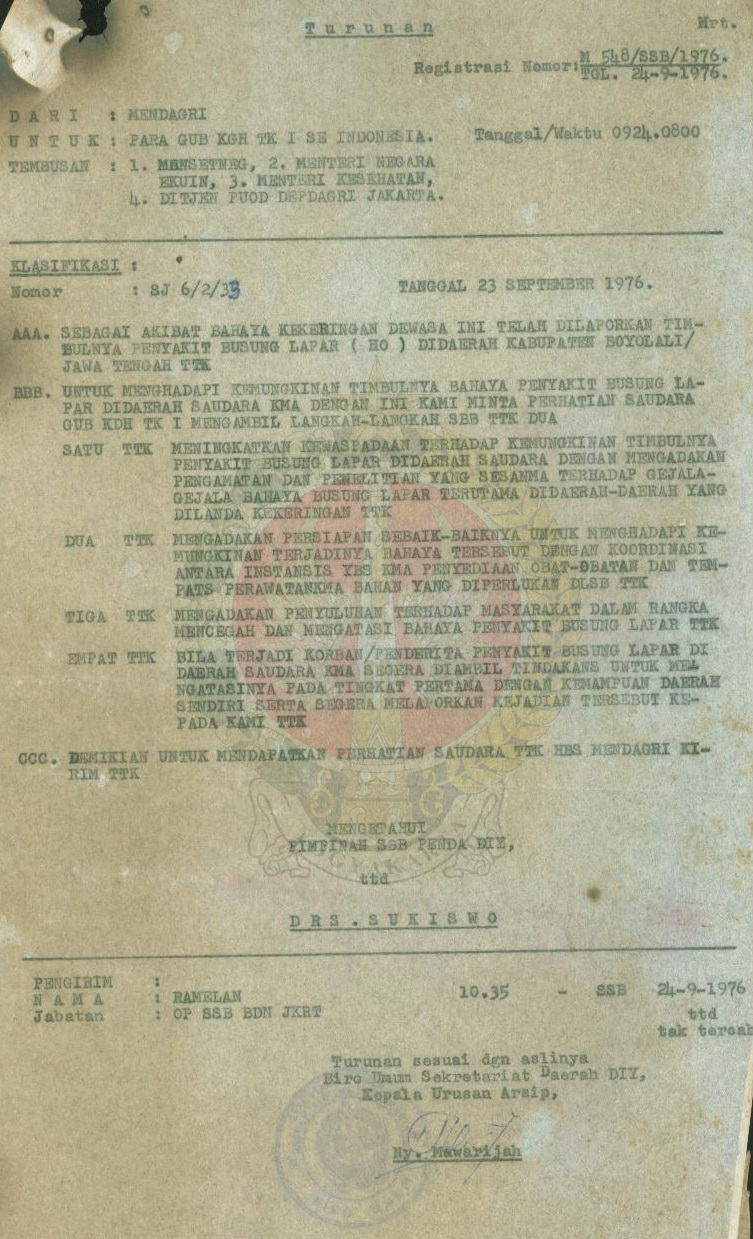 Turunan
Mrt.
Registrasi Nomor: M 548/SSB/1976.
TGL. 24-9-1976.
DARI : MENDAGRI
UNTUK : PARA GUB KGH TK I SE INDONESIA. Tanggal/Waktu 0924.0800
TEMBUSAN : 1. MENSETNEG, 2. MENTERI NEGARA
EKUIN, 3. MENTERI KESEHATAN,
4. DITJEN PUOD DEPDAGRI JAKARTA.
KLASIFIKASI :
Nomor : SJ 6/2/33 TANGGAL 23 SEPTEMBER 1976.
AAA. SEBAGAI AKIBAT BAHAYA KEKERINGAN DEWASA INI TELAH DILAPORKAN TIM-
BULNYA PENYAKIT BUSUNG LAPAR ( HO ) DIDAERAH KABUPATEN BOYOLALI/
JAWA TENGAH TTK
BBB. UNTUK MENGHADAPI KEMUNGKINAN TIMBULNYA BAHAYA PENYAKIT BUSUNG LA-
PAR DIDAERAH SAUDARA KMA DENGAN INI KAMI MINTA PERHATIAN SAUDARA
GUB KDH TK I MENGAMBIL LANGKAH-LANGKAH SBB TTK DUA
SATU TTK MENINGKATKAN KEWASPADAAN TERHADAP KEMUNGKINAN TIMBULNYA
PENYAKIT BUSUNG LAPAR DIDAERAH SAUDARA DENGAN MENGADAKAN
PENGAMATAN DAN PENELITIAN YANG SESANMA TERHADAP GEJALA-
GEJALA BAHAYA BUSUNG LAPAR TERUTAMA DIDAERAH-DAERAH YANG
DILANDA KEKERINGAN TTK
DUA TTK MENGADAKAN PERSIAPAN SEBAIK-BAIKNYA UNTUK MENGHADAPI KE-
MUNGKINAN TERJADINYA BAHAYA TERSEBUT DENGAN KOORDINASI
ANTARA INSTANSIS YBS KMA PENYEDIAAN OBAT-OBATAN DAN TEM-
PATS PERAWATANKMA BAHAN YANG DIPERLUKAN DLSB TTK
TIGA TTK MENGADAKAN PENYULUHAN TERHADAP MASYARAKAT DALAM RANGKA
MENCEGAH DAN MENGATASI BAHAYA PENYAKIT BUSUNG LAPAR TTK
EMPAT TTK BILA TERJADI KORBAN/PENDERITA PENYAKIT BUSUNG LAPAR DI
DAERAH SAUDARA KMA SEGERA DIAMBIL TINDAKANS UNTUK MEN
NGATASINYA PADA TINGKAT PERTAMA DENGAN KEMAMPUAN DAERAH
SENDIRI SERTA SEGERA MELAPORKAN KEJADIAN TERSEBUT KE-
PADA KAMI TTK
CCC. DEMIKIAN UNTUK MENDAPATKAN PERHATIAN SAUDARA TTK HBS MENDAGRI KI-
RIM TTK
MENGETAHUI
PIMPINAN SSB PENDA DIY,
ttd
DRS.SUKISWO
PENGIRIM :
NAMA : RAMELAN 10.35 - SSB 24-9-1976
Jabatan : OP SSB BDN JKRT ttd
tak tercah
Turunan sesuai dgn aslinya
Biro Umum Sekretariat Daerah DIY,
Kepala Urusan Arsip,
Ny. Mawarijah